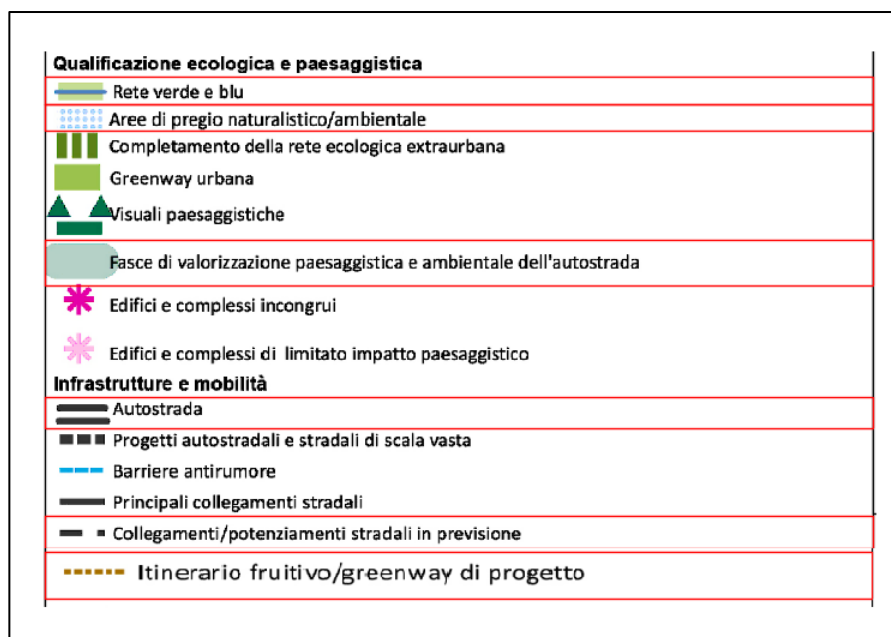 Qualificazione ecologica e paesaggistica
Rete verde e blu
Aree di pregio naturalistico/ambientale
Completamento della rete ecologica extraurbana
Greenway urbana
Visuali paesaggistiche
Fasce di valorizzazione paesaggistica e ambientale dell'autostrada
Edifici e complessi incongrui
Edifici e complessi di limitato impatto paesaggistico
Infrastrutture e mobilità
Autostrada
Progetti autostradali e stradali di scala vasta
Barriere antirumore
Principali collegamenti stradali
Collegamenti/potenziamenti stradali in previsione
Itinerario fruitivo/greenway di progetto